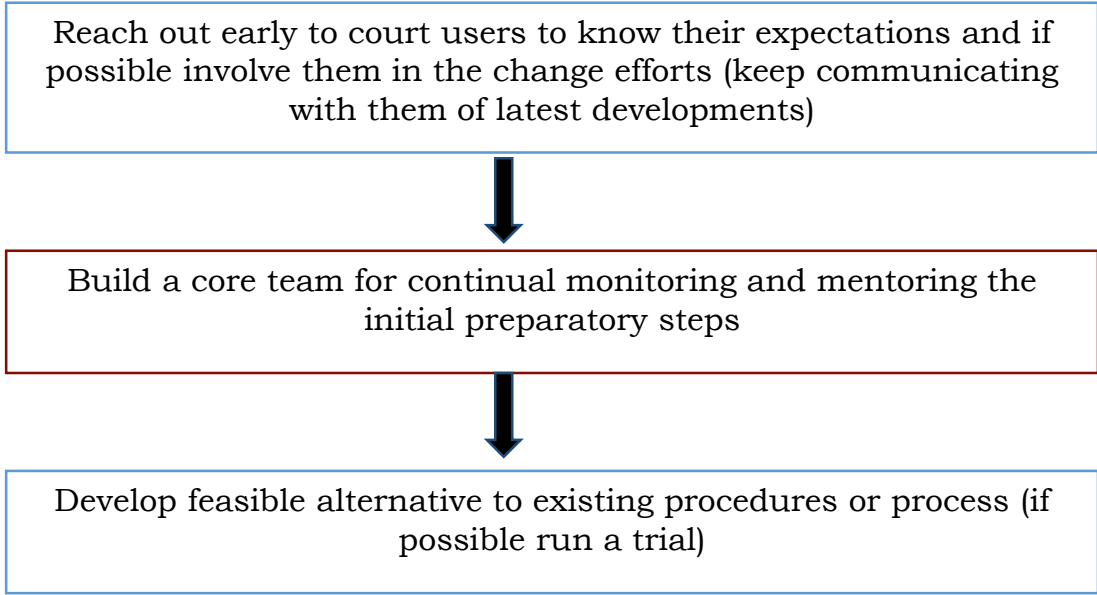 Reach out early to court users to know their expectations and if
possible involve them in the change efforts (keep communicating
with them of latest developments)
Build a core team for continual monitoring and mentoring the
initial preparatory steps
Develop feasible alternative to existing procedures or process (if
possible run a trial)